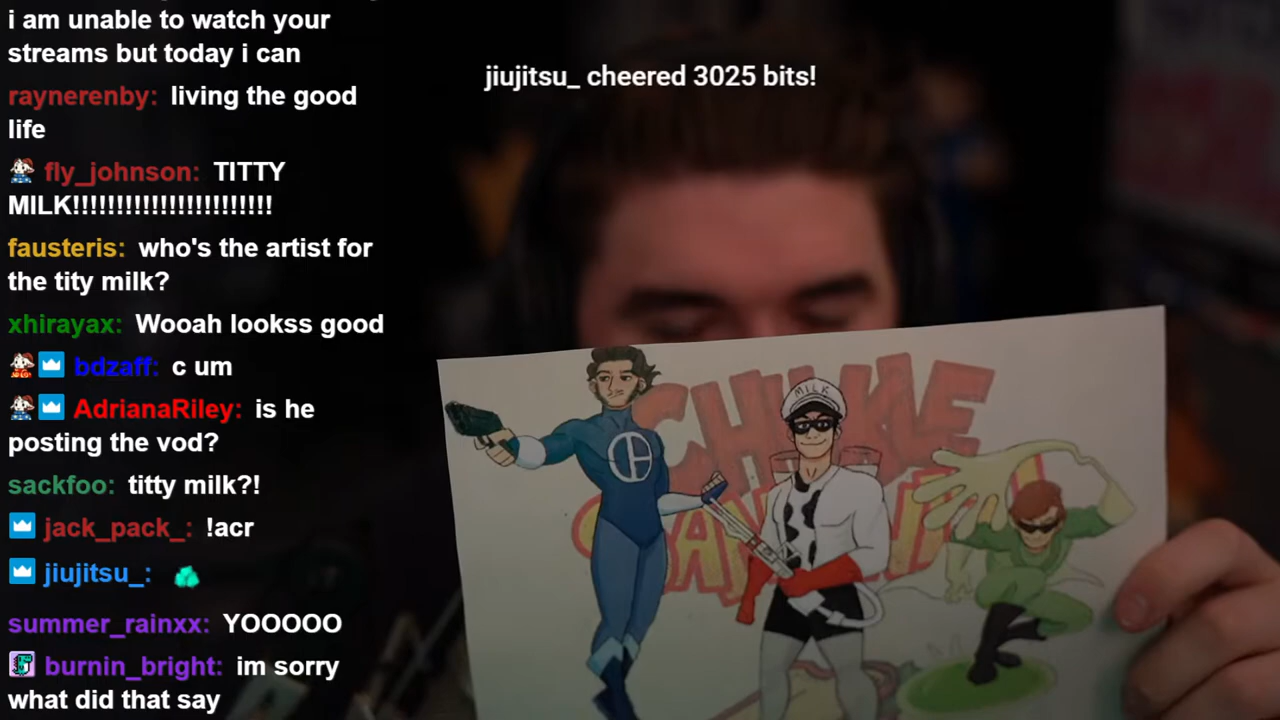 i am unable to watch your
streams but today i can
raynerenby: living the good
life
fly_johnson: TITTY
MILK!!!!!!!!!!!!!!!!!!!!!!!
fausteris: who's the artist for
the tity milk?
xhirayax: Wooah lookss good
bdzaff: c um
AdrianaRiley: is he
posting the vod?
sackfoo: titty milk?!
jack_pack_: !acr
jiujitsu_:
summer_rainxx: YOOOOO
burnin_bright: im sorry
what did that say
jiujitsu_ cheered 3025 bits!
MILK